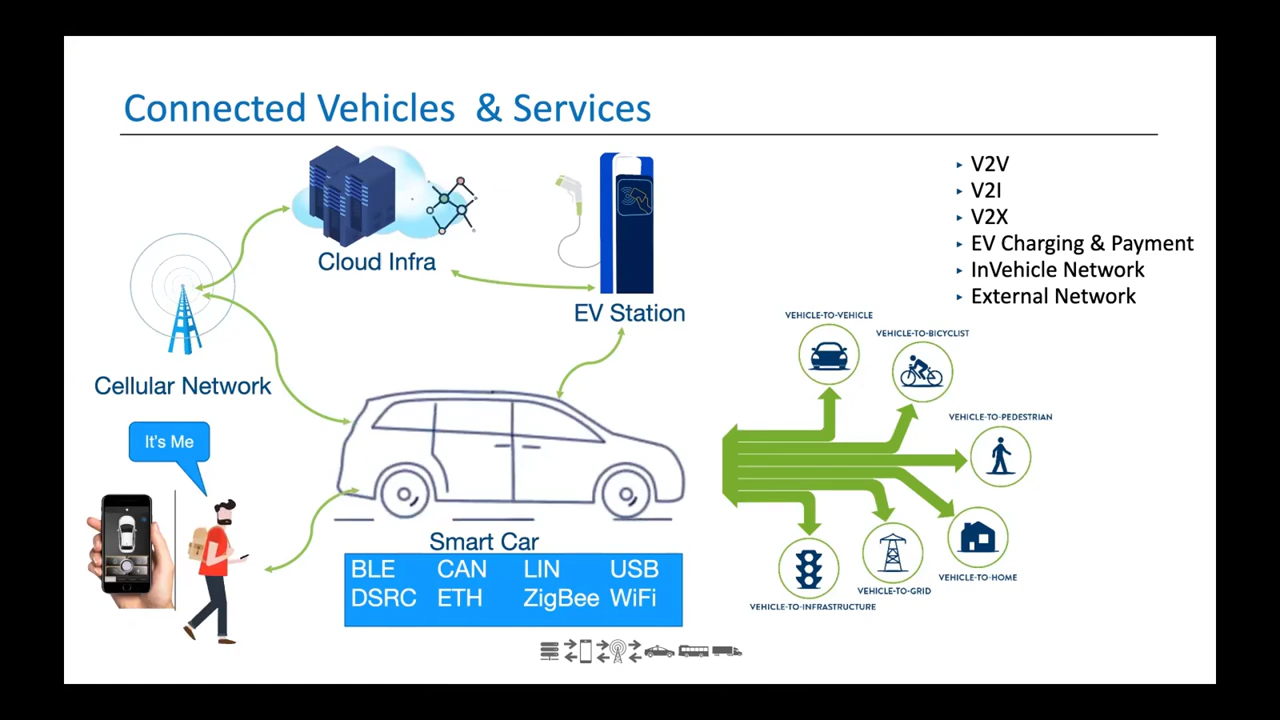 Connected Vehicles & Services
V2V
V2I
V2X
EV Charging & Payment
InVehicle Network
External Network
Cloud Infra
EV Station
Cellular Network
It's Me
Smart Car
BLE CAN LIN USB
DSRC ETH ZigBee WiFi
VEHICLE-TO-VEHICLE
VEHICLE-TO-BICYCLIST
VEHICLE-TO-PEDESTRIAN
VEHICLE-TO-HOME
VEHICLE-TO-GRID
VEHICLE-TO-INFRASTRUCTURE